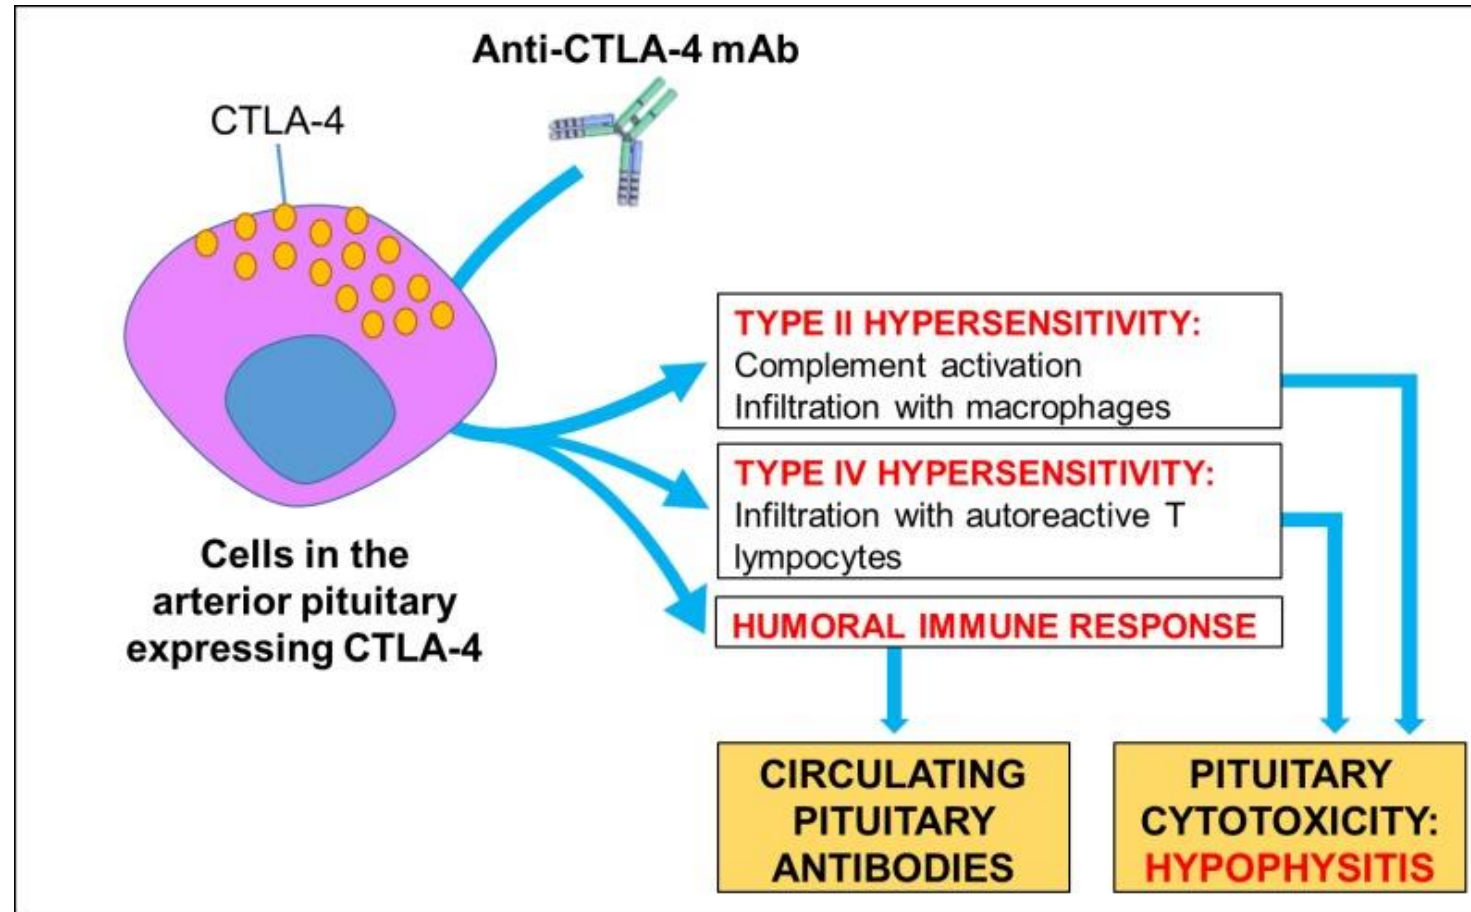 Anti-CTLA-4 mAb
CTLA-4
TYPE II HYPERSENSITIVITY:
Complement activation
Infiltration with macrophages
TYPE IV HYPERSENSITIVITY:
Infiltration with autoreactive T
lympocytes
HUMORAL IMMUNE RESPONSE
Cells in the
arterior pituitary
expressing CTLA-4
CIRCULATING
PITUITARY
ANTIBODIES
PITUITARY
CYTOTOXICITY:
HYPOPHYSITIS